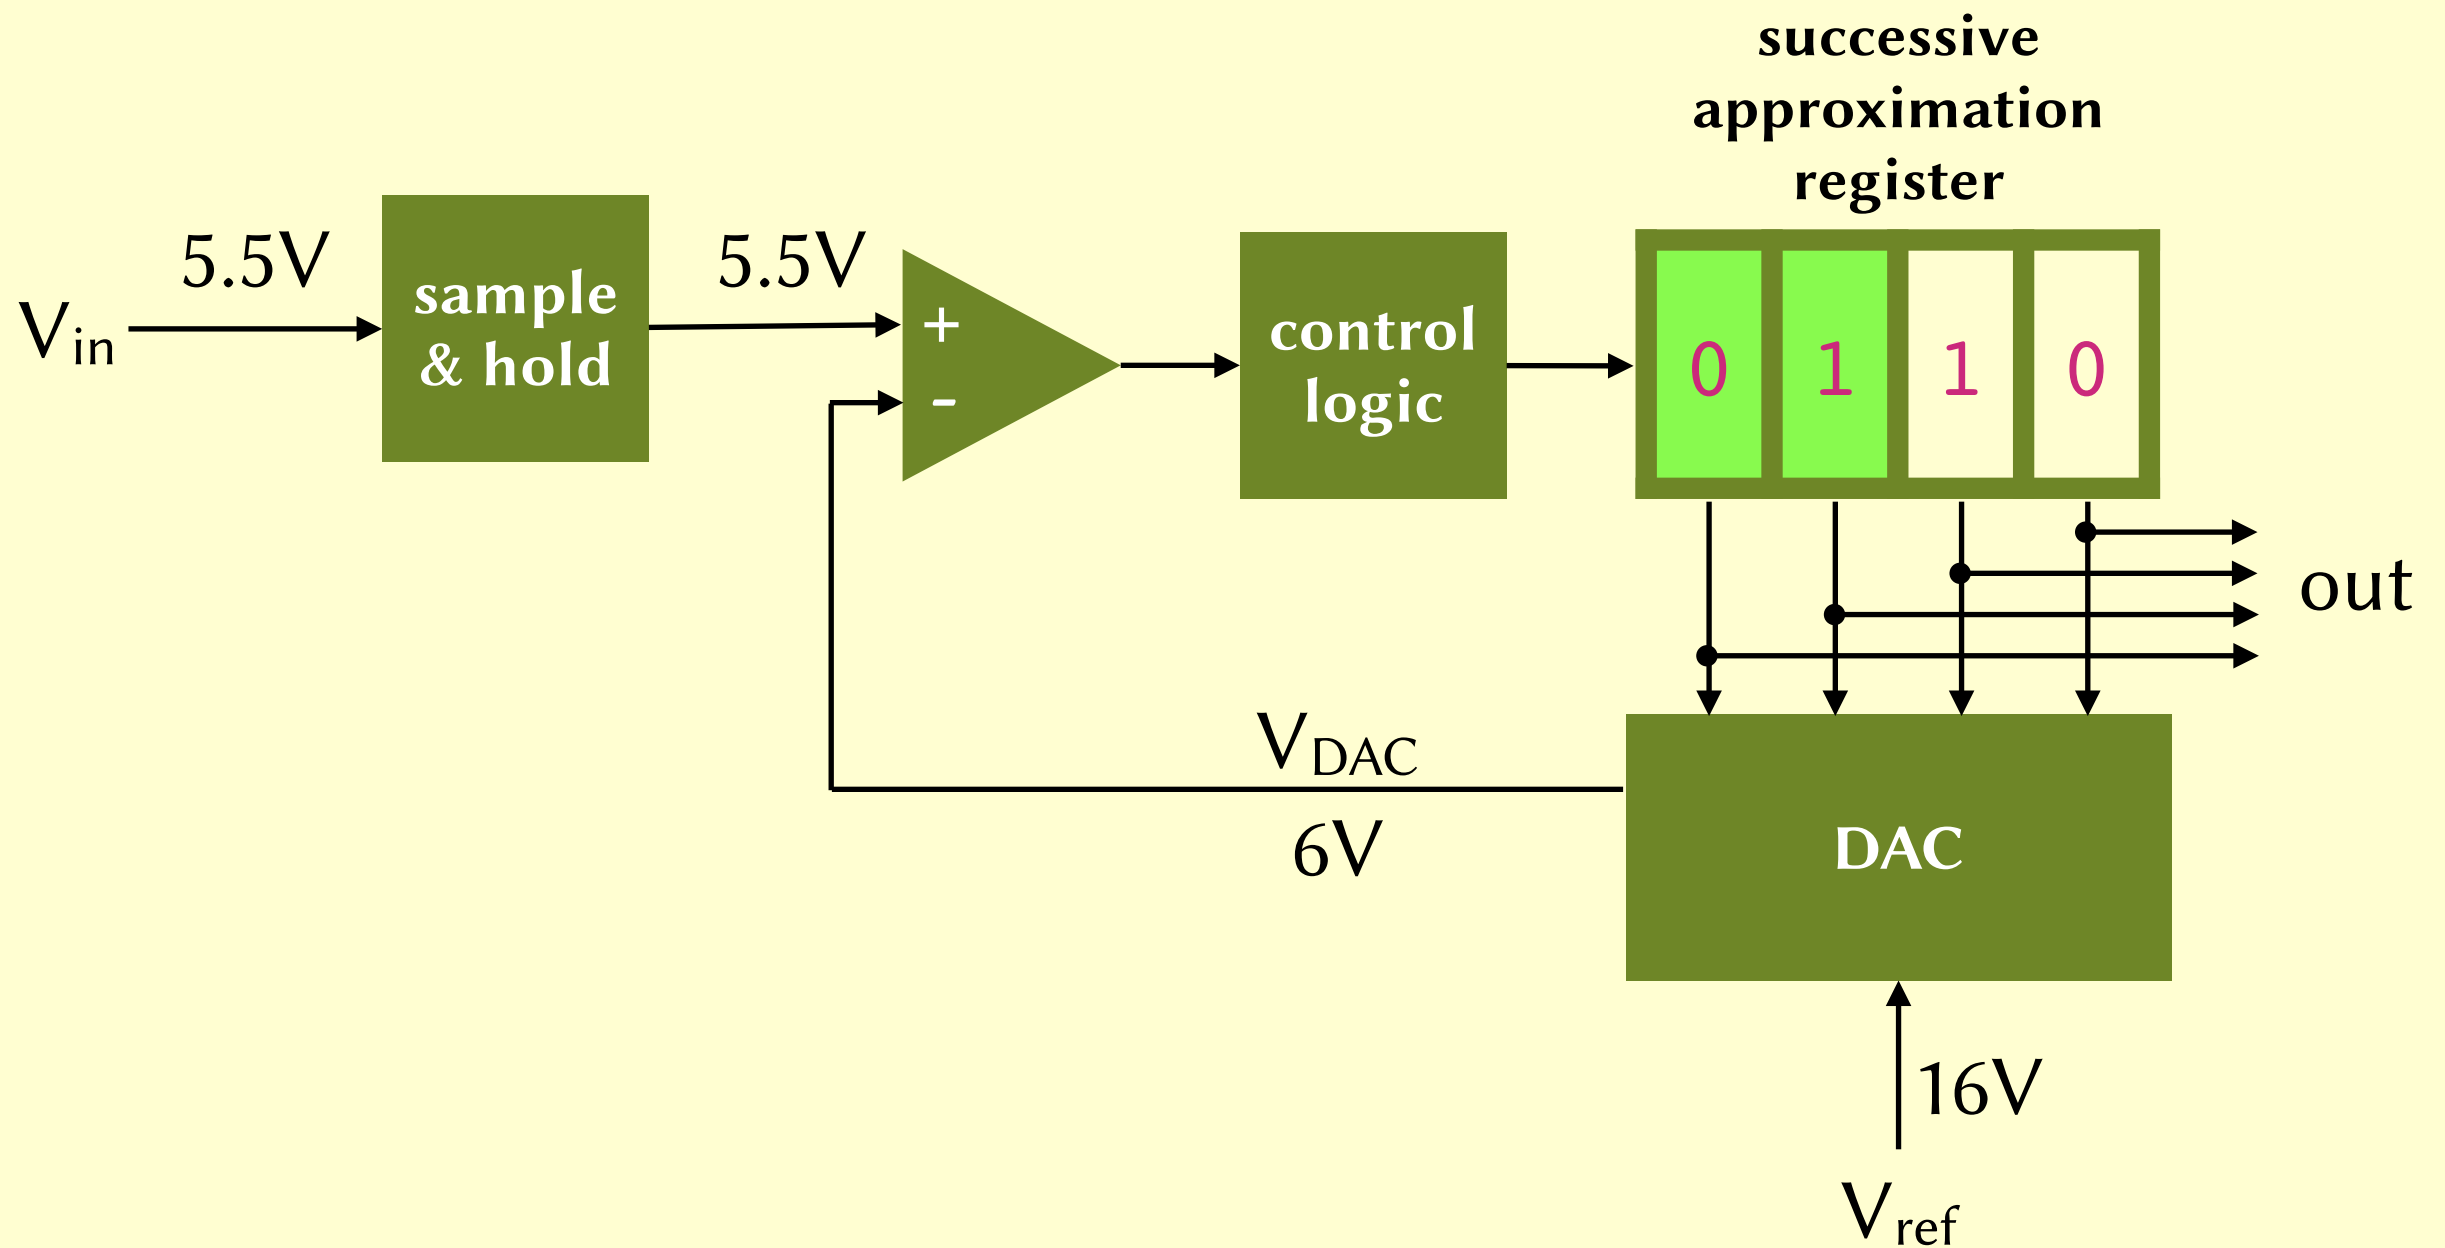 successive
approximation
register
5.5V
5.5V
V_in
sample
& hold
+
-
control
logic
0 1 1 0
out
V_DAC
6V
DAC
16V
V_ref